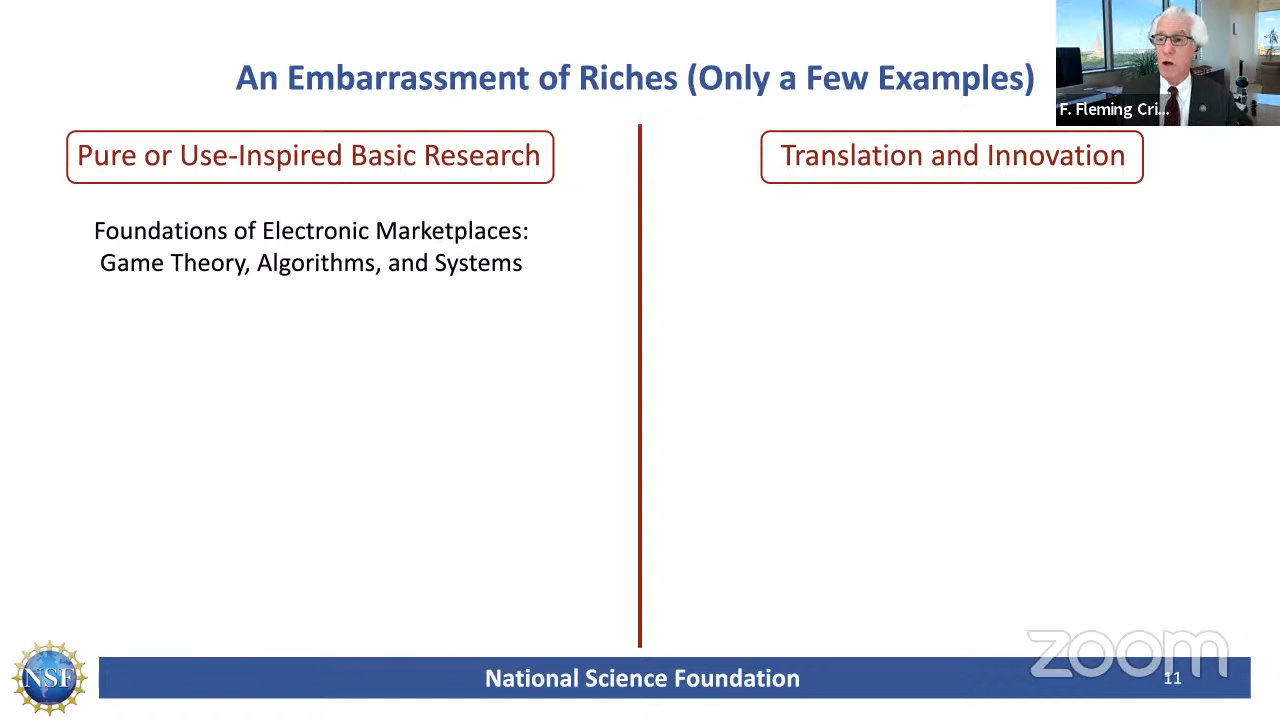 An Embarrassment of Riches (Only a Few Examples)
F. Fleming Cri...
Pure or Use-Inspired Basic Research
Translation and Innovation
Foundations of Electronic Marketplaces:
Game Theory, Algorithms, and Systems
zoom
NSF
National Science Foundation
11